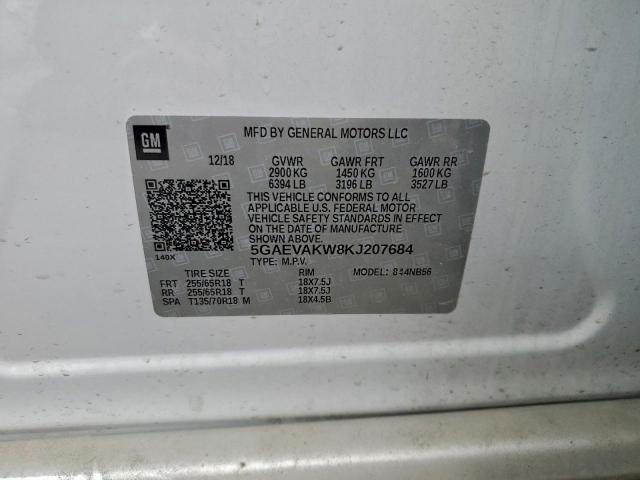 GM
MFD BY GENERAL MOTORS LLC
12/18 GVWR GAWR FRT GAWR RR
2900 KG 1450 KG 1600 KG
6394 LB 3196 LB 3527 LB
THIS VEHICLE CONFORMS TO ALL
APPLICABLE U.S. FEDERAL MOTOR
VEHICLE SAFETY STANDARDS IN EFFECT
ON THE DATE OF MANUFACTURE
SHOWN ABOVE.
5GAEVAKW8KJ207684
140X
TYPE: M.P.V. MODEL: 844NB56
TIRE SIZE RIM
FRT 255/65R18 T 18X7.5J
RR 255/65R18 T 18X7.5J
SPA T135/70R18 M 18X4.5B